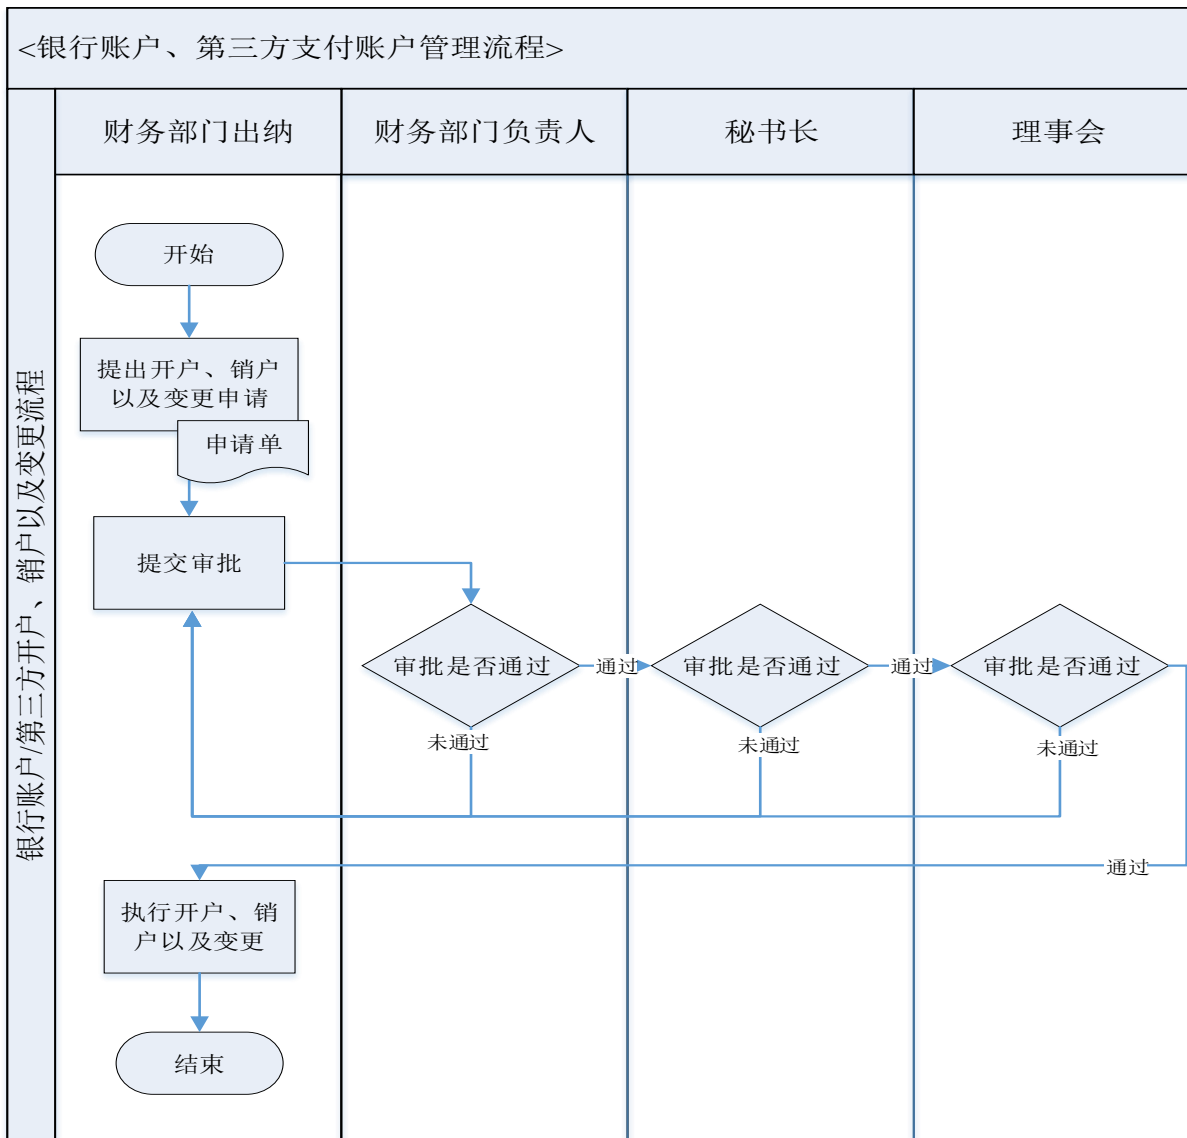 <银行账户、第三方支付账户管理流程>
财务部门出纳
财务部门负责人
秘书长
理事会
银行账户/第三方开户、销户以及变更流程
开始
提出开户、销户
以及变更申请
申请单
提交审批
审批是否通过
通过
审批是否通过
通过
审批是否通过
未通过
未通过
未通过
通过
执行开户、销
户以及变更
结束